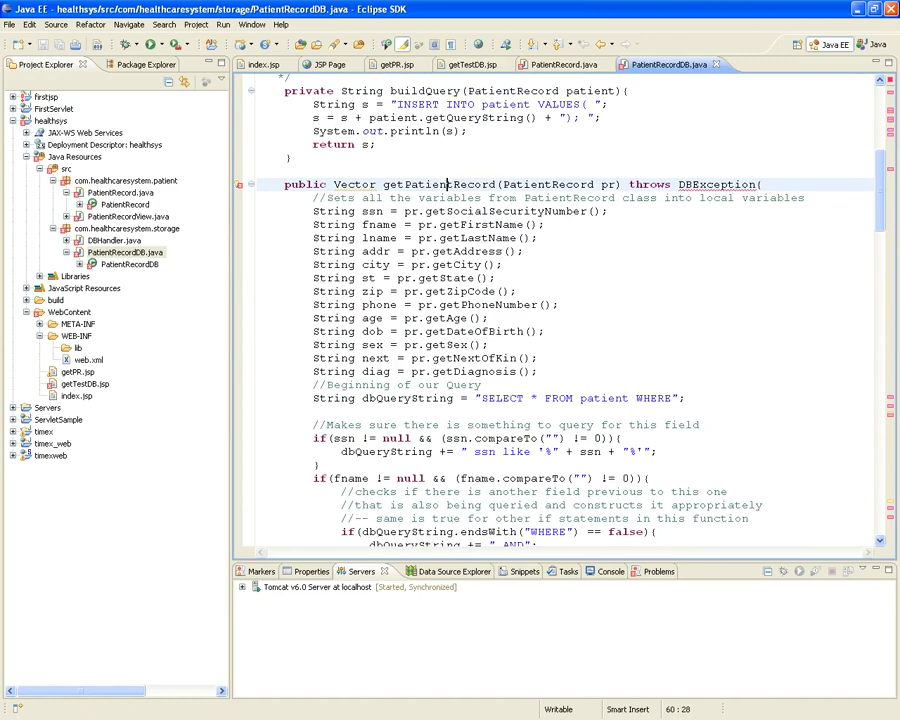 Java EE - healthsys/src/com/healthcaresystem/storage/PatientRecordDB.java - Eclipse SDK
File Edit Source Refactor Navigate Search Project Run Window Help
Java EE Java
Project Explorer Package Explorer
index.jsp JSP Page getPR.jsp getTestDB.jsp PatientRecord.java PatientRecordDB.java
firstjsp
FirstServlet
healthsys
JAX-WS Web Services
Deployment Descriptor: healthsys
Java Resources
src
com.healthcaresystem.patient
PatientRecord.java
PatientRecord
PatientRecordView.java
com.healthcaresystem.storage
DBHandler.java
PatientRecordDB.java
PatientRecordDB
Libraries
JavaScript Resources
build
WebContent
META-INF
WEB-INF
lib
web.xml
getPR.jsp
getTestDB.jsp
index.jsp
Servers
ServletSample
timex
timex_web
timexweb
*/
private String buildQuery(PatientRecord patient){
String s = "INSERT INTO patient VALUES( ";
s = s + patient.getQueryString() + "); ";
System.out.println(s);
return s;
}
public Vector getPatientRecord(PatientRecord pr) throws DBException{
//Sets all the variables from PatientRecord class into local variables
String ssn = pr.getSocialSecurityNumber();
String fname = pr.getFirstName();
String lname = pr.getLastName();
String addr = pr.getAddress();
String city = pr.getCity();
String st = pr.getState();
String zip = pr.getZipCode();
String phone = pr.getPhoneNumber();
String age = pr.getAge();
String dob = pr.getDateOfBirth();
String sex = pr.getSex();
String next = pr.getNextOfKin();
String diag = pr.getDiagnosis();
//Beginning of our Query
String dbQueryString = "SELECT * FROM patient WHERE";
//Makes sure there is something to query for this field
if(ssn != null && (ssn.compareTo("") != 0)){
dbQueryString += " ssn like '%" + ssn + "%'";
}
if(fname != null && (fname.compareTo("") != 0)){
//checks if there is another field previous to this one
//that is also being queried and constructs it appropriately
//-- same is true for other if statements in this function
if(dbQueryString.endsWith("WHERE") == false){
dbQueryString += " AND";
Markers Properties Servers Data Source Explorer Snippets Tasks Console Problems
Tomcat v6.0 Server at localhost [Started, Synchronized]
Writable Smart Insert 60 : 28